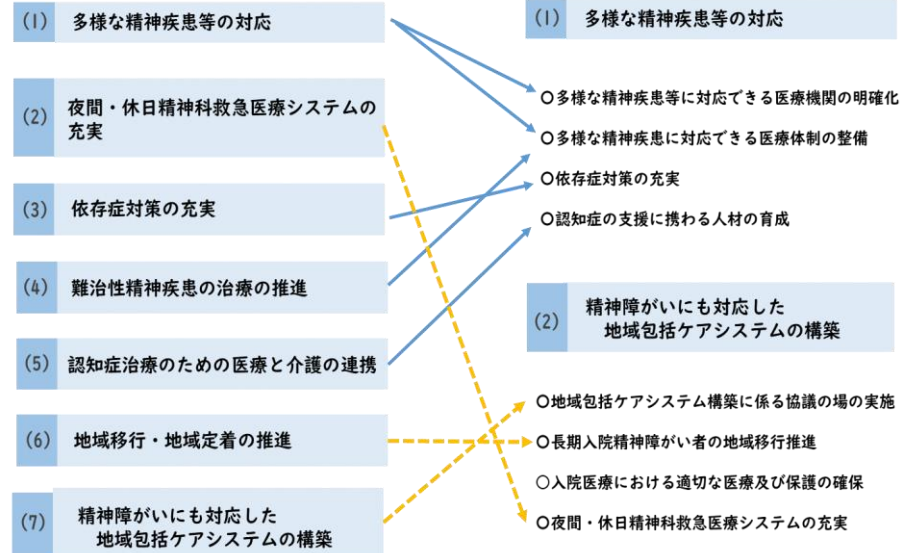 (1) 多様な精神疾患等の対応
(2) 夜間・休日精神科救急医療システムの
充実
(3) 依存症対策の充実
(4) 難治性精神疾患の治療の推進
(5) 認知症治療のための医療と介護の連携
(6) 地域移行・地域定着の推進
(7) 精神障がいにも対応した
地域包括ケアシステムの構築
(1) 多様な精神疾患等の対応
〇多様な精神疾患等に対応できる医療機関の明確化
〇多様な精神疾患に対応できる医療体制の整備
〇依存症対策の充実
〇認知症の支援に携わる人材の育成
(2) 精神障がいにも対応した
地域包括ケアシステムの構築
〇地域包括ケアシステム構築に係る協議の場の実施
〇長期入院精神障がい者の地域移行推進
〇入院医療における適切な医療及び保護の確保
〇夜間・休日精神科救急医療システムの充実